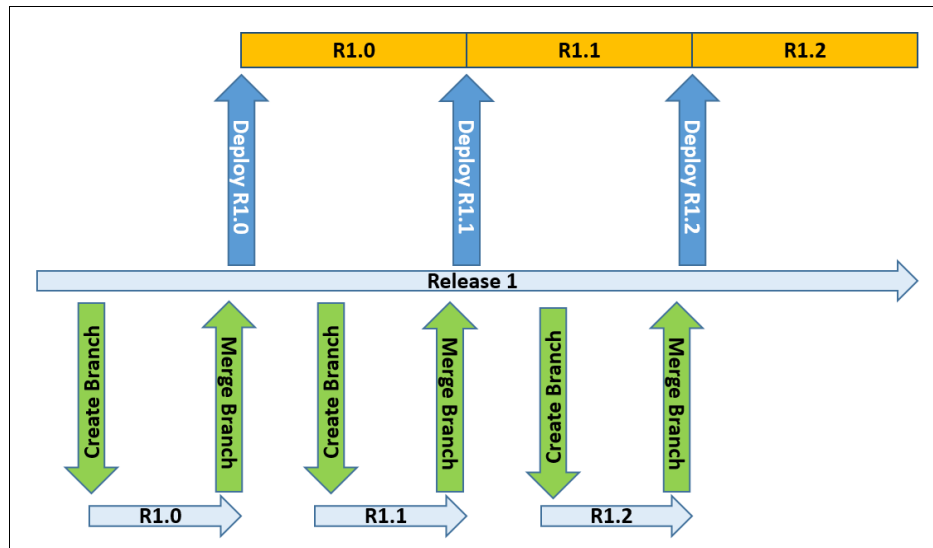 R1.0
R1.1
R1.2
Deploy R1.0
Deploy R1.1
Deploy R1.2
Release 1
Create Branch
Merge Branch
Create Branch
Merge Branch
Create Branch
Merge Branch
R1.0
R1.1
R1.2